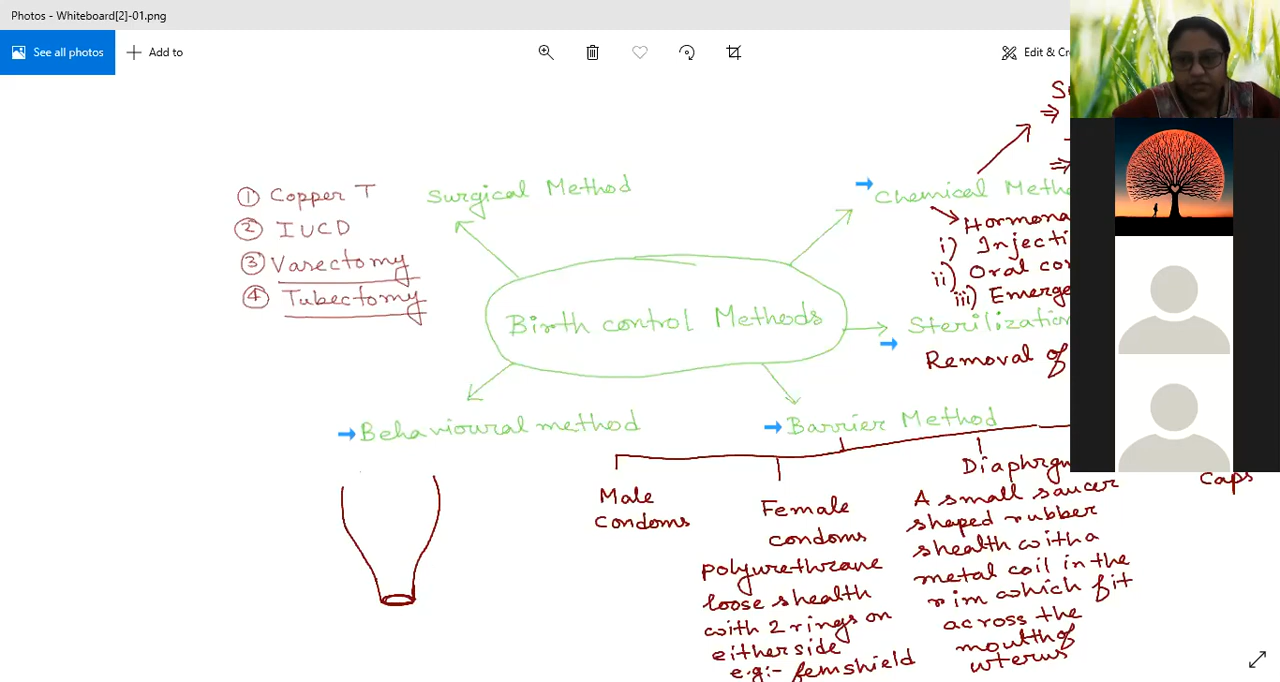 Photos - Whiteboard[2]-01.png
See all photos
Add to
Edit & Cr
① Copper T
② IUCD
③ Vasectomy
④ Tubectomy
Surgical Method
Chemical Meth
Hormona
i) Injecti
ii) Oral co
iii) Emerge
Birth control Methods
Sterilization
Removal of
Behavioural method
Barrier Method
Male
Condoms
Female
condoms
polyurethrane
loose shealth
with 2 rings on
either side
e.g:- femshield
Diaphrgm
A small saucer
shaped rubber
shealth with a
metal coil in the
rim which fit
across the
mouth of
uterus
Caps